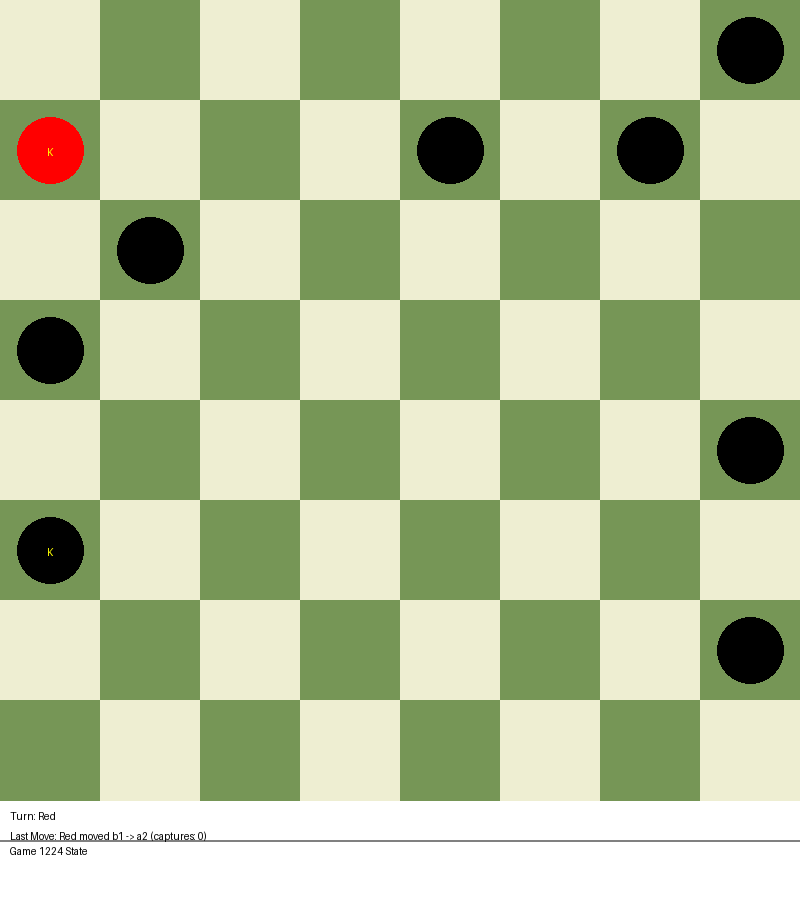 K
K
Turn: Red
Last Move: Red moved b1 -> a2 (captures: 0)
Game 1224 State